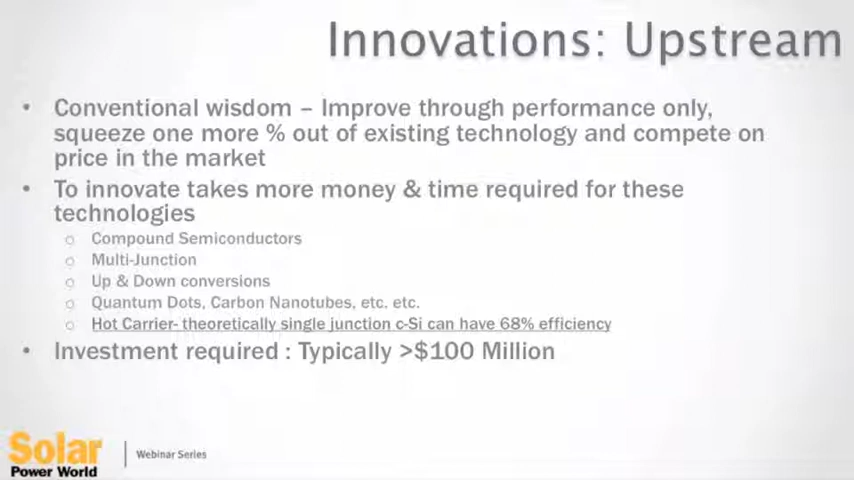 Innovations: Upstream
• Conventional wisdom – Improve through performance only,
squeeze one more % out of existing technology and compete on
price in the market
• To innovate takes more money & time required for these
technologies
o Compound Semiconductors
o Multi-Junction
o Up & Down conversions
o Quantum Dots, Carbon Nanotubes, etc. etc.
o Hot Carrier- theoretically single junction c-Si can have 68% efficiency
• Investment required : Typically >$100 Million
Solar
Power World
Webinar Series